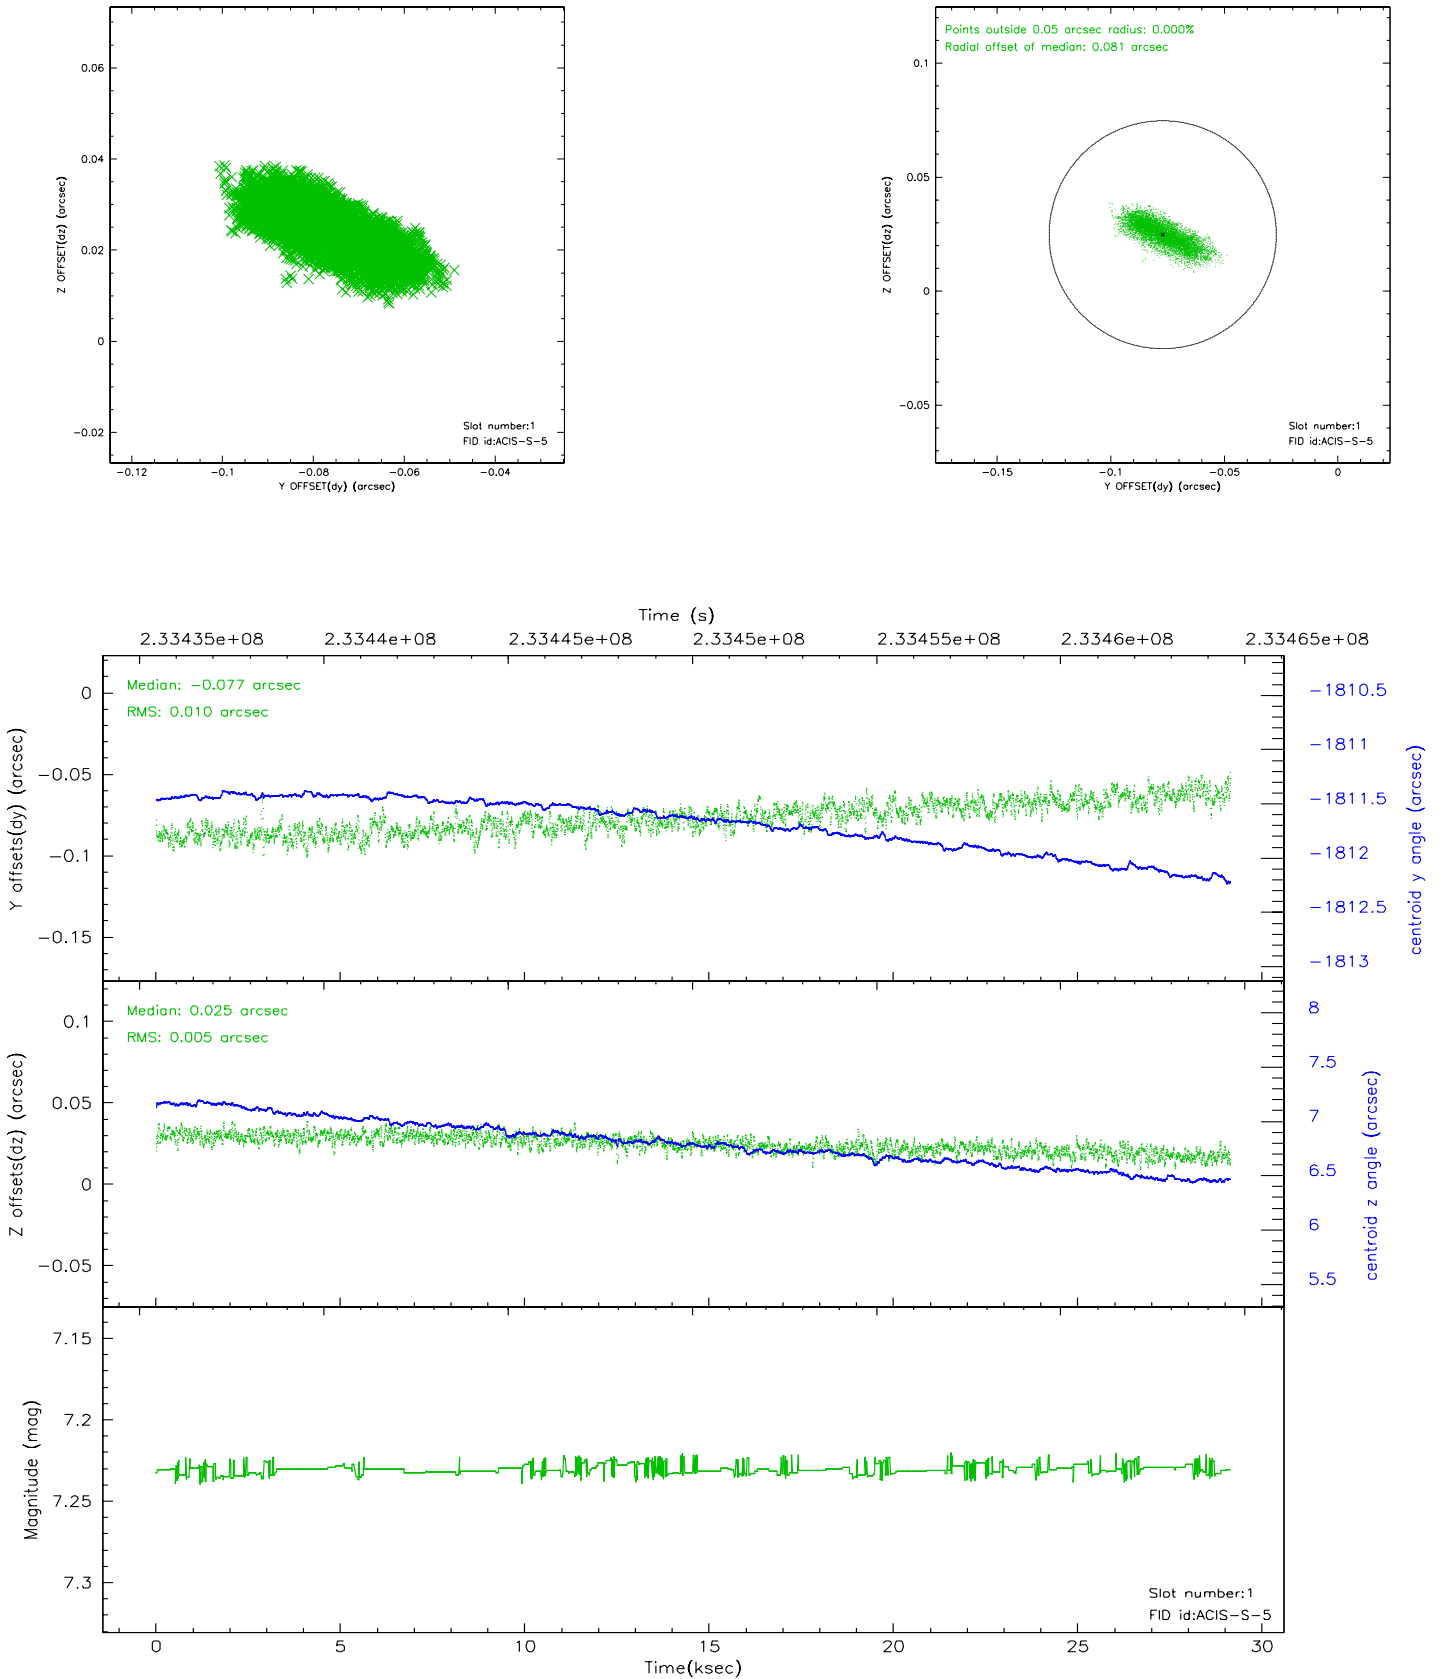 0.06
0.04
0.02
0
−0.02
Z OFFSET(dz) (arcsec)
Slot number:1
FID id:ACIS−S−5
−0.12
−0.1
−0.08
−0.06
−0.04
Y OFFSET(dy) (arcsec)
Points outside 0.05 arcsec radius: 0.000%
Radial offset of median: 0.081 arcsec
0.1
0.05
0
−0.05
Z OFFSET(dz) (arcsec)
Slot number:1
FID id:ACIS−S−5
−0.15
−0.1
−0.05
0
Y OFFSET(dy) (arcsec)
Time (s)
2.33435e+08
2.3344e+08
2.33445e+08
2.3345e+08
2.33455e+08
2.3346e+08
2.33465e+08
Median: −0.077 arcsec
RMS: 0.010 arcsec
0
−0.05
−0.1
−0.15
Y offsets(dy) (arcsec)
−1810.5
−1811
−1811.5
−1812
−1812.5
−1813
centroid y angle (arcsec)
Median: 0.025 arcsec
RMS: 0.005 arcsec
0.1
0.05
0
−0.05
Z offsets(dz) (arcsec)
8
7.5
7
6.5
6
5.5
centroid z angle (arcsec)
7.15
7.2
7.25
7.3
Magnitude (mag)
Slot number:1
FID id:ACIS−S−5
0
5
10
15
20
25
30
Time(ksec)